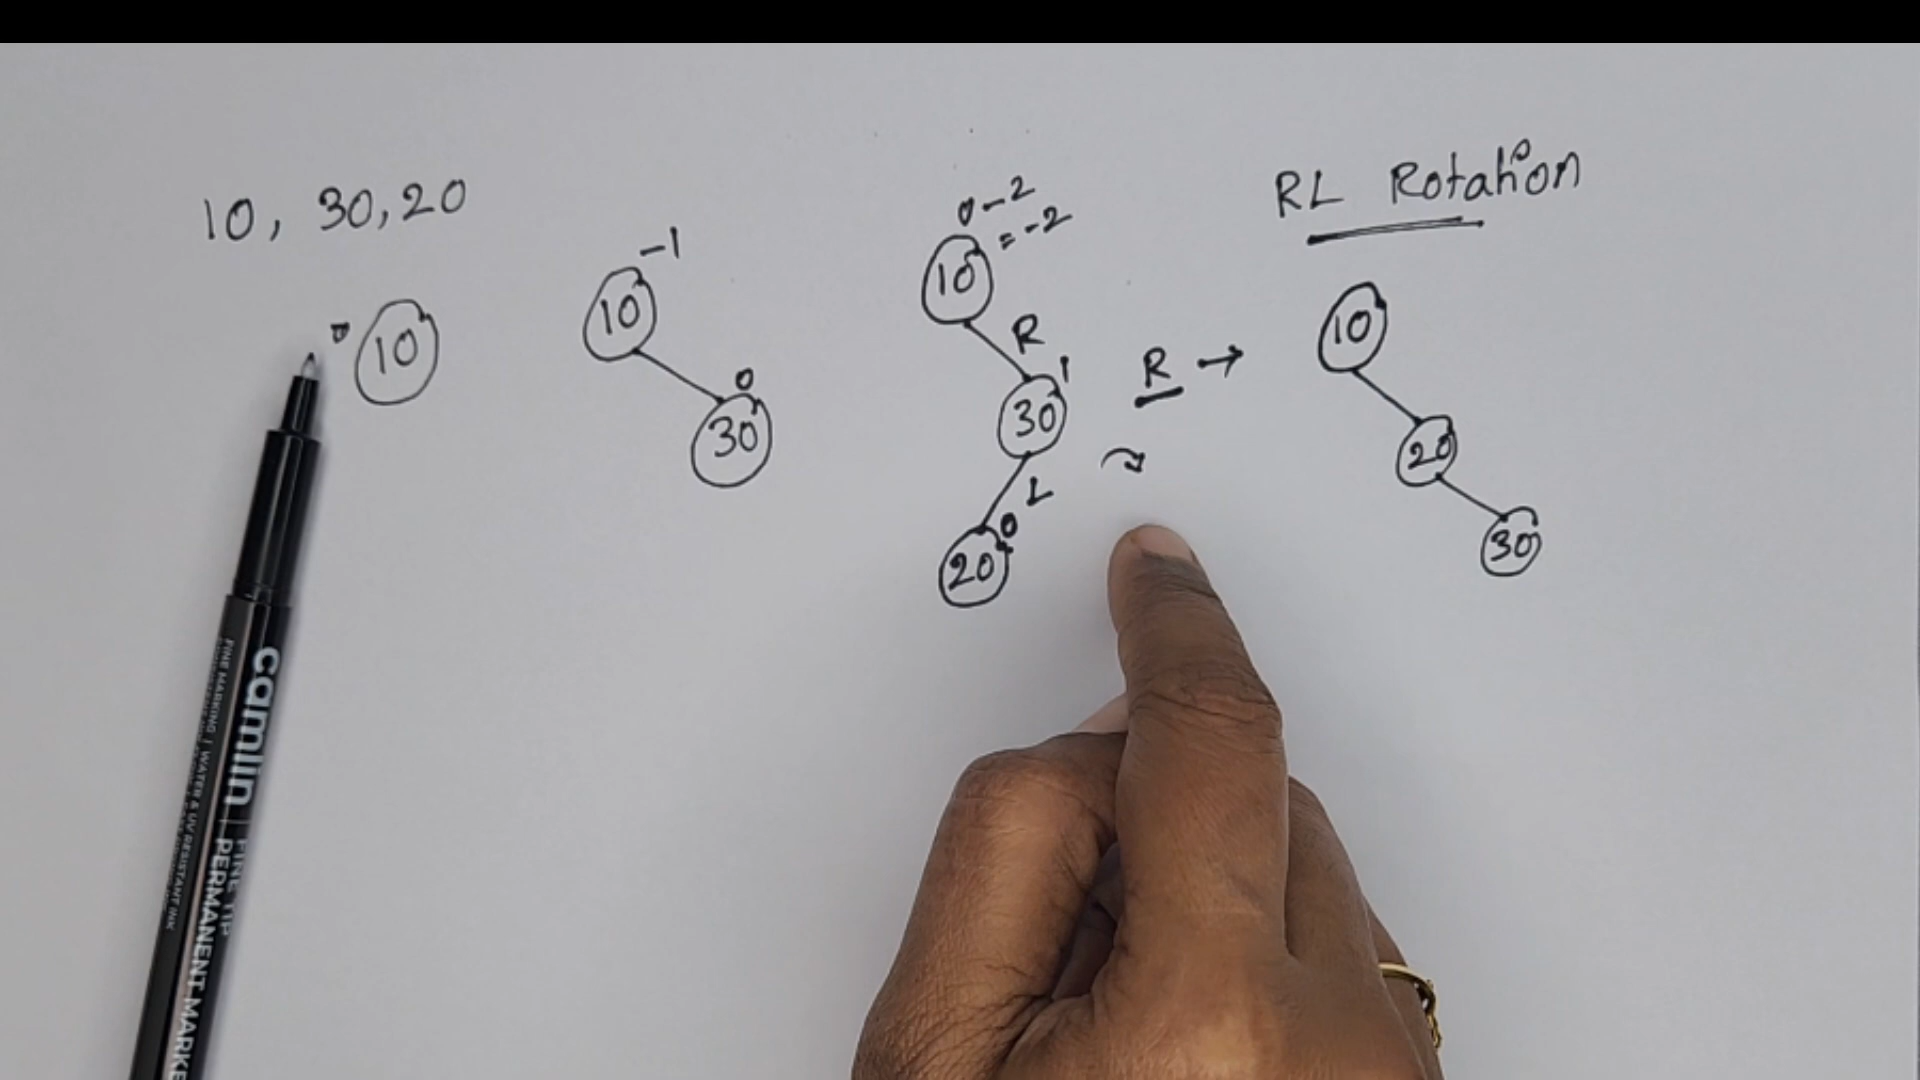 10, 30, 20
RL Rotation
10
-1
10
0
30
0-2
=-2
10
R
1
30
L
0
20
R →
10
20
30
camlin
FINE TIP
PERMANENT MARKE
FINE MARKING | WATER & UV RESISTANT INK